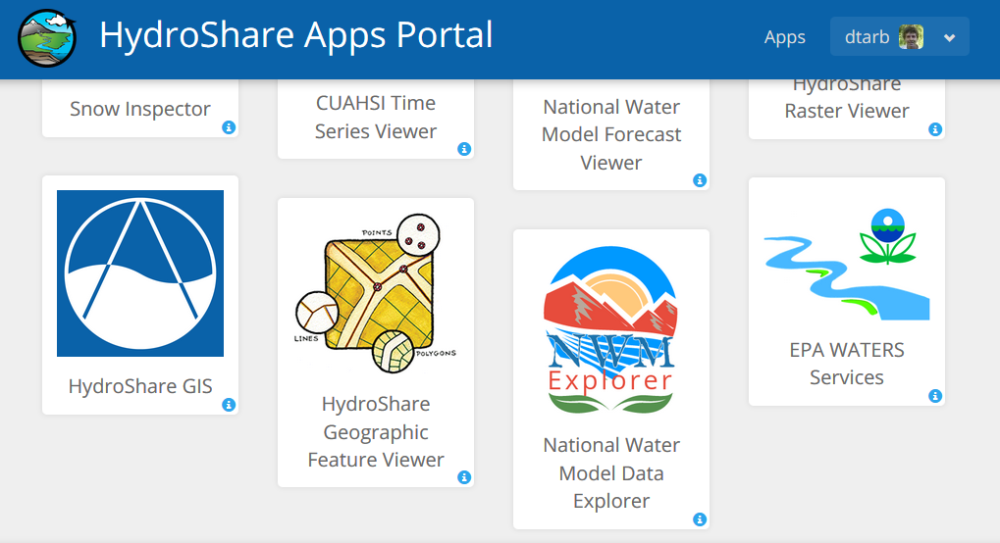 HydroShare Apps Portal
Apps
dtarb
Snow Inspector
CUAHSI Time
Series Viewer
National Water
Model Forecast
Viewer
HydroShare
Raster Viewer
HydroShare GIS
POINTS
LINES
POLYGONS
HydroShare
Geographic
Feature Viewer
NWM
Explorer
National Water
Model Data
Explorer
EPA WATERS
Services